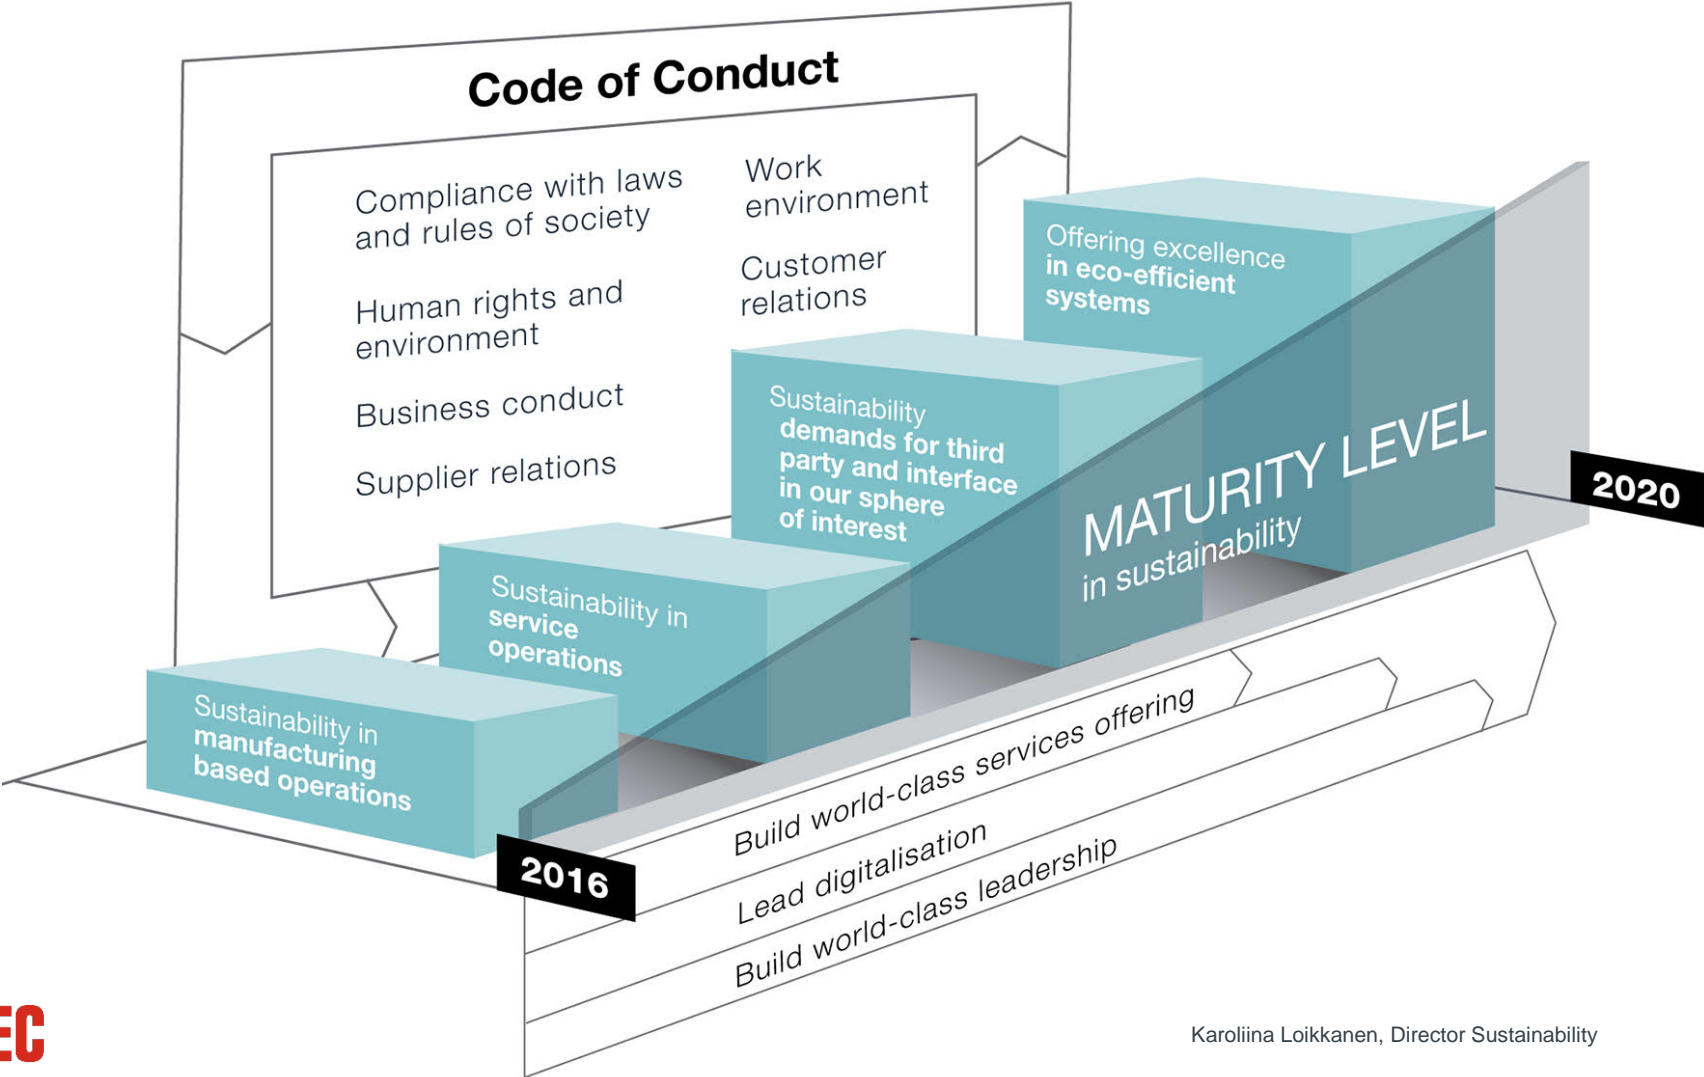 Code of Conduct
Compliance with laws
and rules of society
Human rights and
environment
Business conduct
Supplier relations
Work
environment
Customer
relations
Offering excellence
in eco-efficient
systems
Sustainability
demands for third
party and interface
in our sphere
of interest
Sustainability in
service
operations
Sustainability in
manufacturing
based operations
MATURITY LEVEL
in sustainability
2020
2016
Build world-class services offering
Lead digitalisation
Build world-class leadership
EC
Karoliina Loikkanen, Director Sustainability